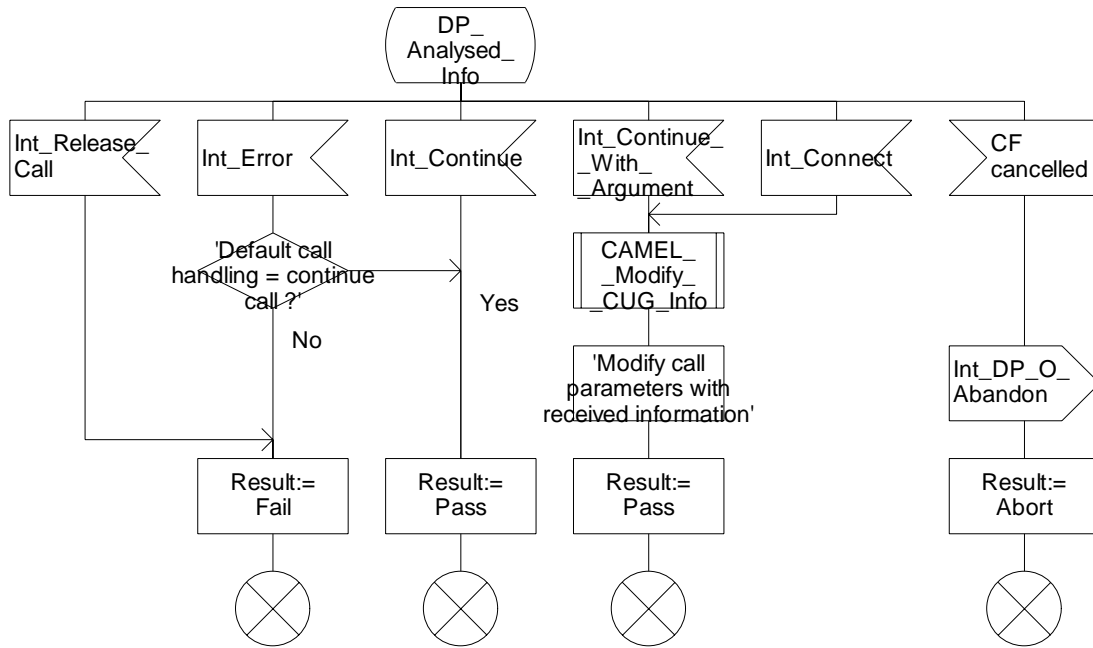 DP_
Analysed_
Info
Int_Release_
Call
Int_Error
Int_Continue
Int_Continue_
_With_
_Argument
Int_Connect
CF
cancelled
'Default call
handling = continue
call ?'
Yes
No
CAMEL_
_Modify_
_CUG_Info
'Modify call
parameters with
received information'
Int_DP_O_
Abandon
Result:=
Fail
Result:=
Pass
Result:=
Pass
Result:=
Abort